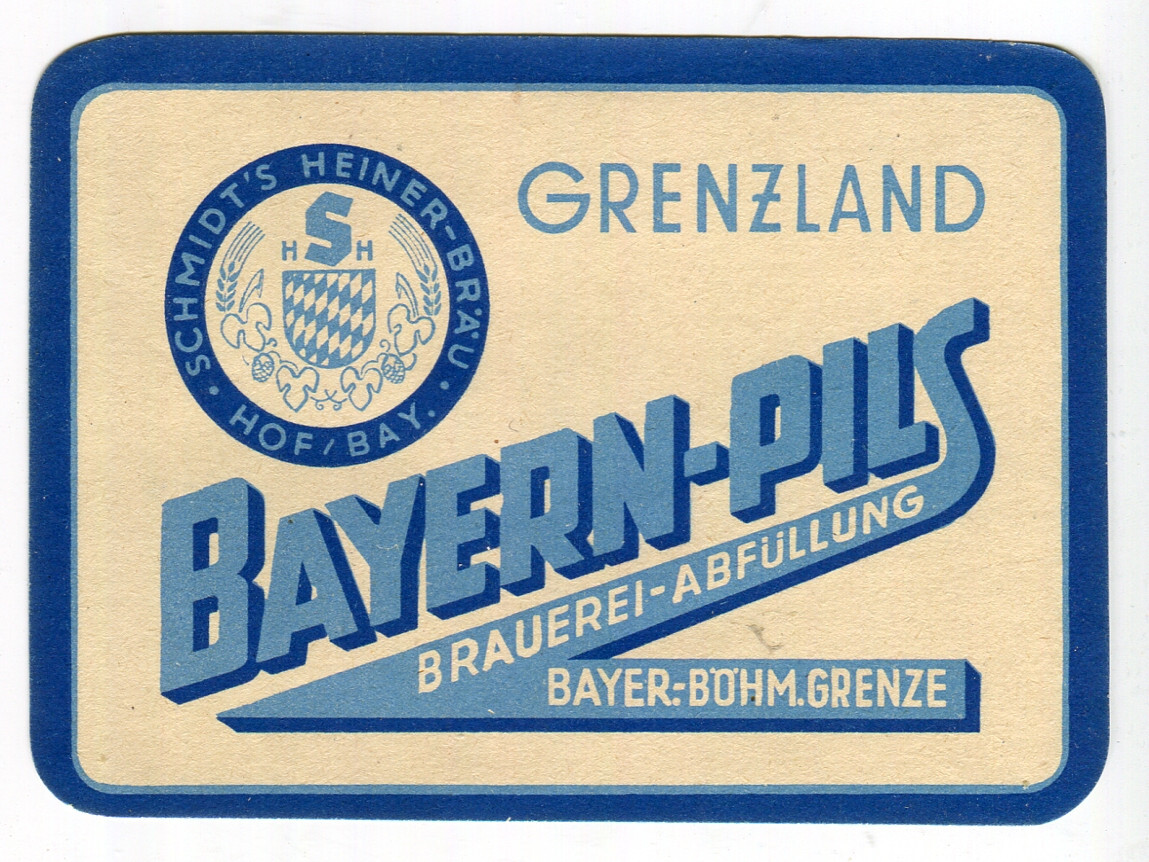 SCHMIDT'S HEINER-BRÄU
H S H
HOF/BAY.
GRENZLAND
BAYERN-PILS
BRAUEREI-ABFÜLLUNG
BAYER.-BÖHM.GRENZE